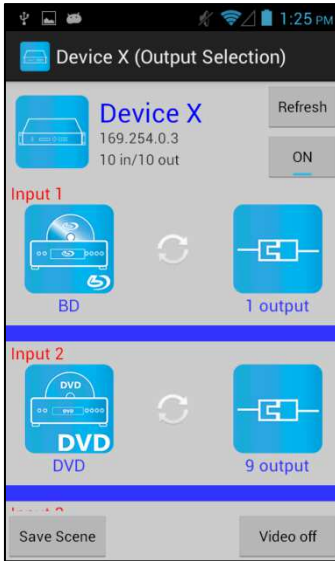 1:25 PM
Device X (Output Selection)
Device X
Refresh
169.254.0.3
10 in/10 out
ON
Input 1
BD
1 output
Input 2
DVD
DVD
DVD
9 output
Save Scene
Video off